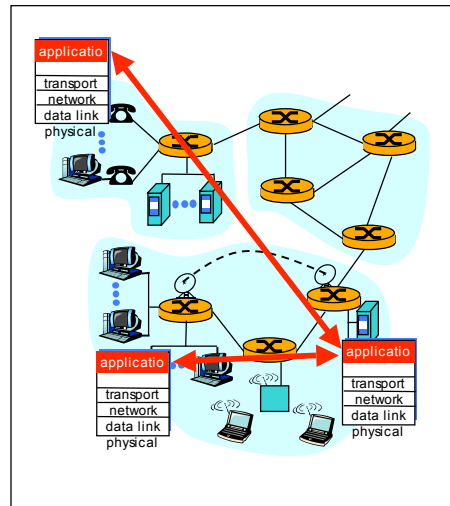 applicatio
transport
network
data link
physical
applicatio
transport
network
data link
physical
applicatio
transport
network
data link
physical